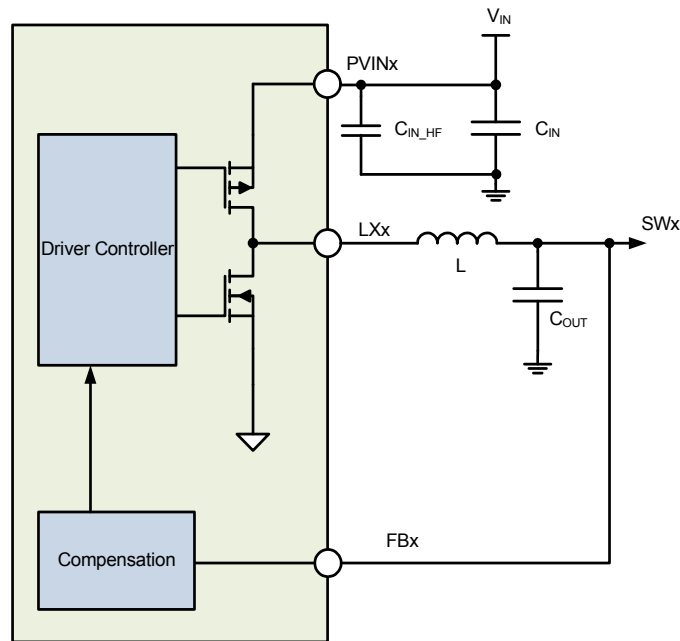 VIN
PVINx
CIN_HF
CIN
Driver Controller
LXx
SWx
L
COUT
FBx
Compensation